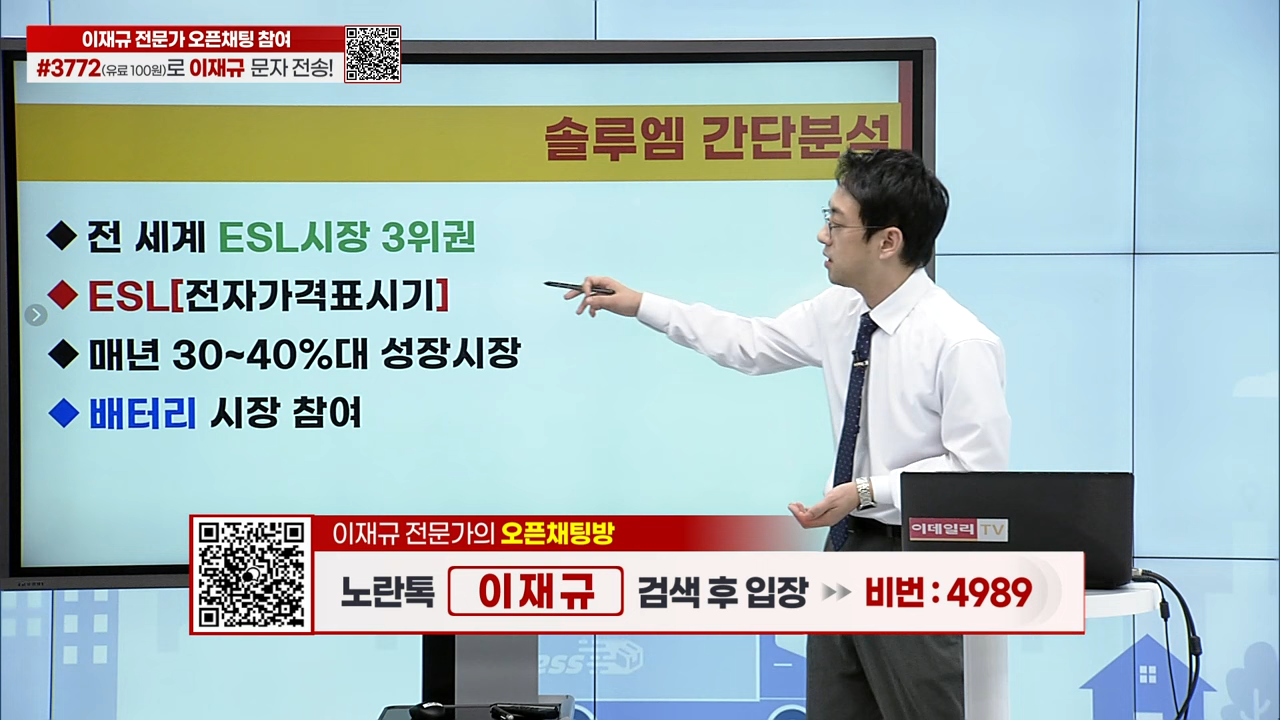 이재규 전문가 오픈채팅 참여
#3772(유료 100원)로 이재규 문자 전송!
솔루엠 간단분석
◆ 전 세계 ESL시장 3위권
◆ ESL[전자가격표시기]
◆ 매년 30~40%대 성장시장
◆ 배터리 시장 참여
이데일리 TV
이재규 전문가의 오픈채팅방
노란톡 이재규 검색 후 입장 비번 : 4989
ess